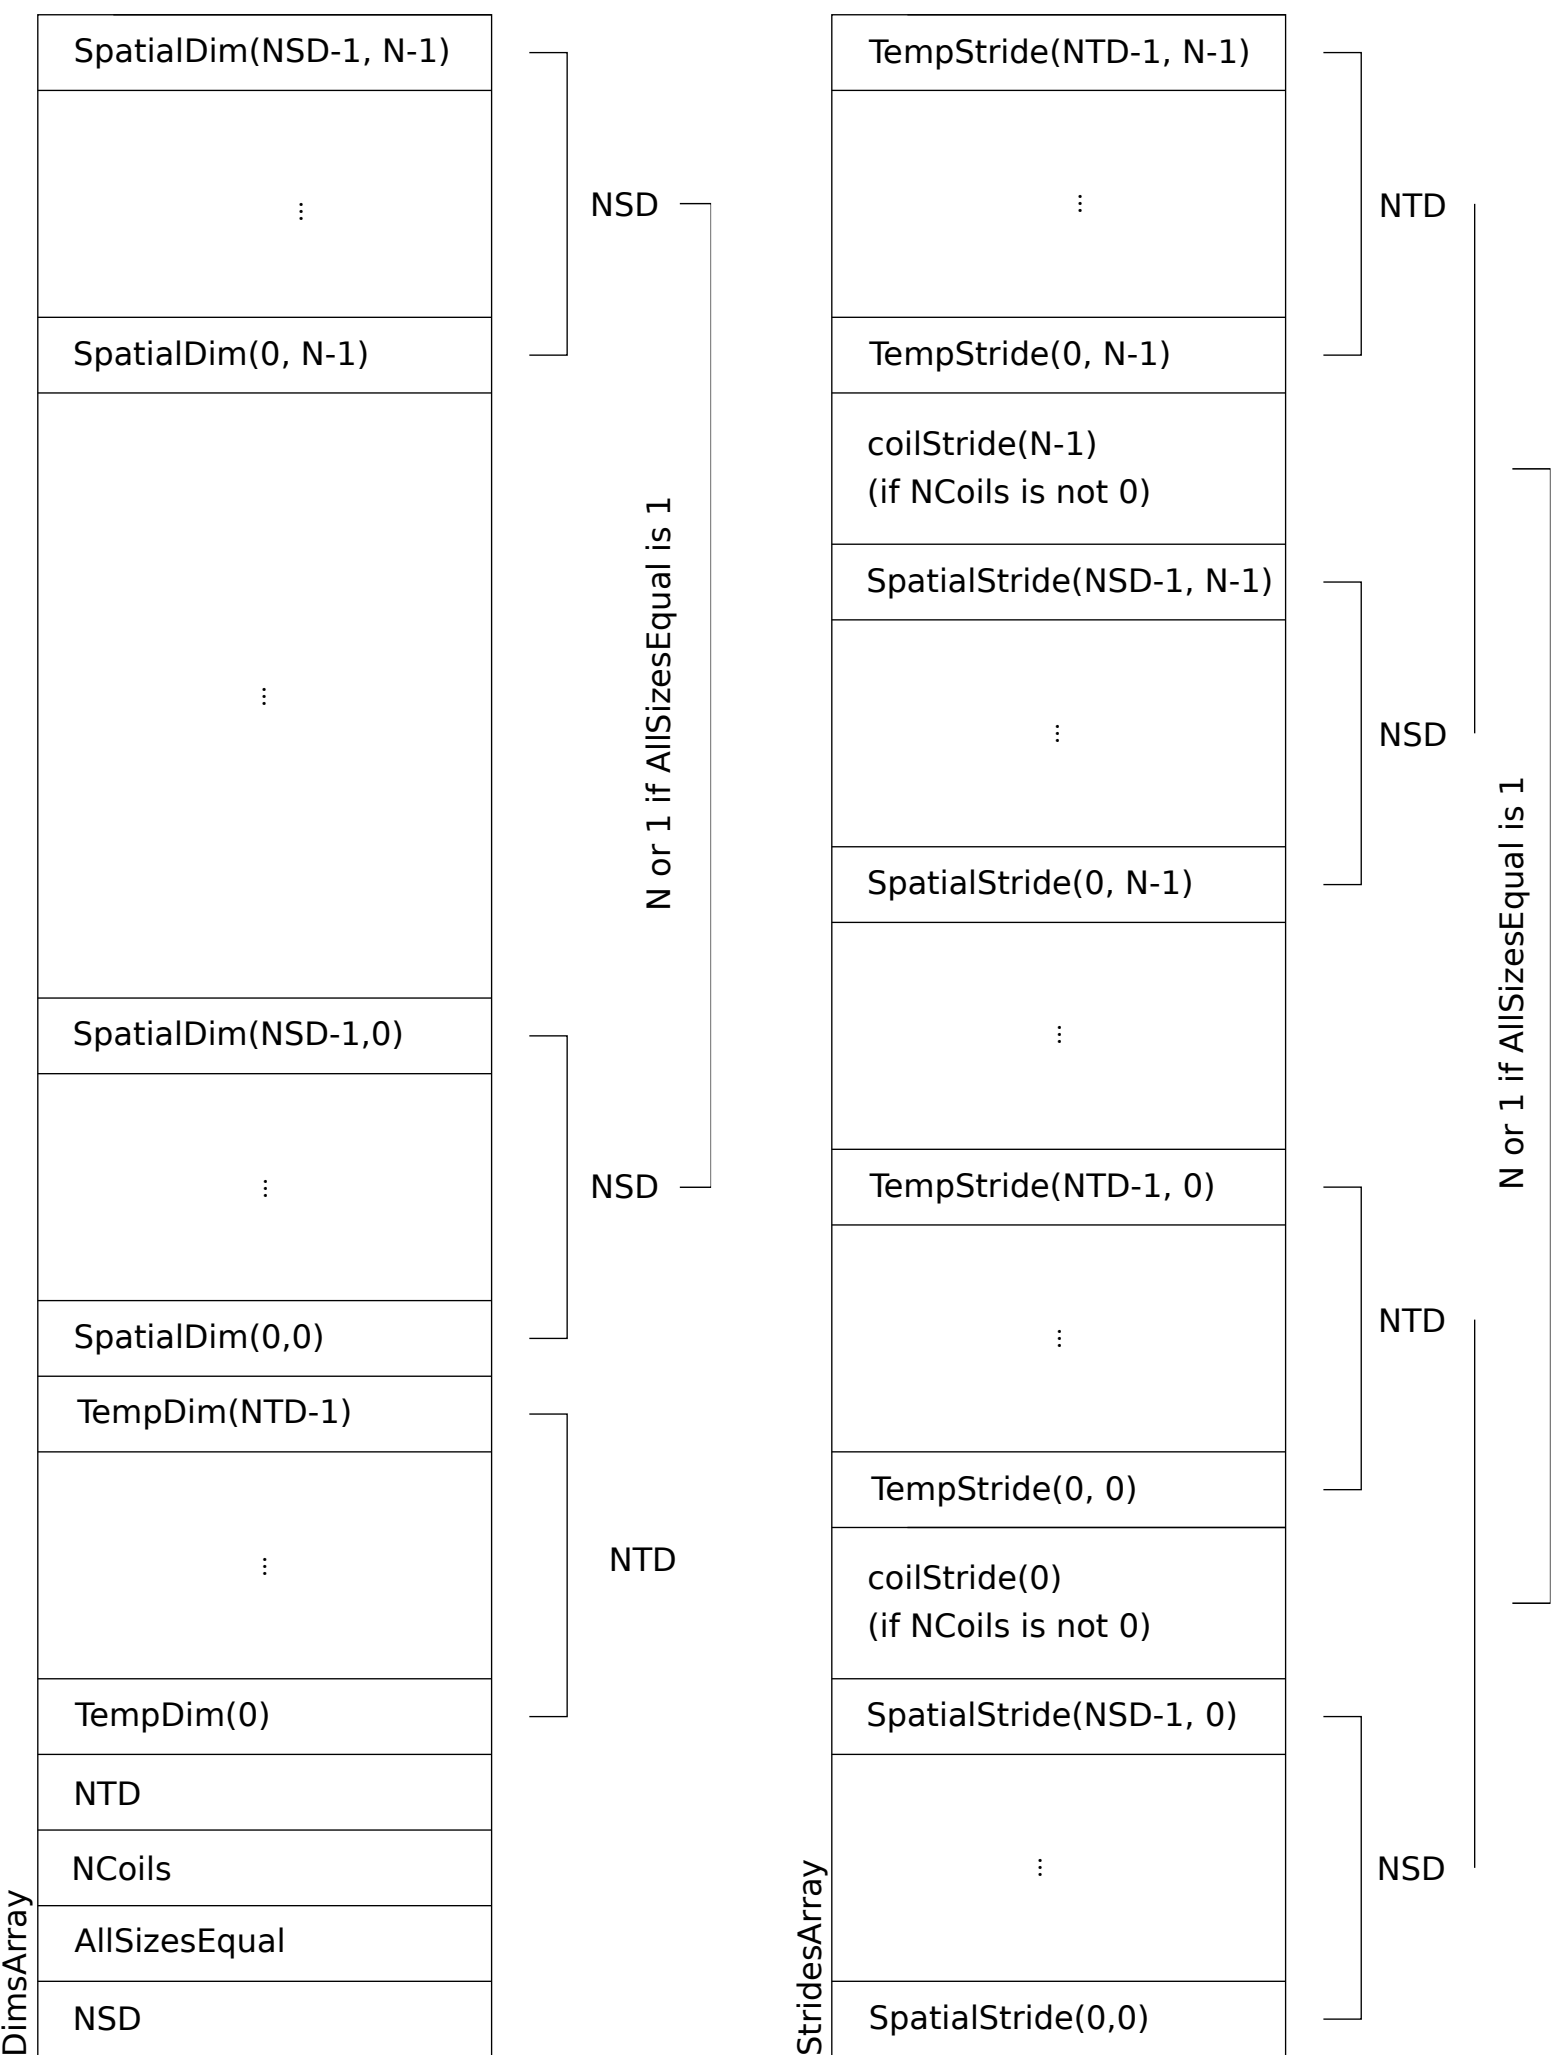 SpatialDim(NSD-1, N-1)
⋮
NSD
SpatialDim(0, N-1)
⋮
N or 1 if AllSizesEqual is 1
SpatialDim(NSD-1,0)
⋮
NSD
SpatialDim(0,0)
TempDim(NTD-1)
⋮
NTD
TempDim(0)
NTD
NCoils
AllSizesEqual
NSD
DimsArray
TempStride(NTD-1, N-1)
⋮
NTD
TempStride(0, N-1)
coilStride(N-1)
(if NCoils is not 0)
SpatialStride(NSD-1, N-1)
⋮
NSD
SpatialStride(0, N-1)
⋮
N or 1 if AllSizesEqual is 1
TempStride(NTD-1, 0)
⋮
NTD
TempStride(0, 0)
coilStride(0)
(if NCoils is not 0)
SpatialStride(NSD-1, 0)
⋮
NSD
SpatialStride(0,0)
StridesArray